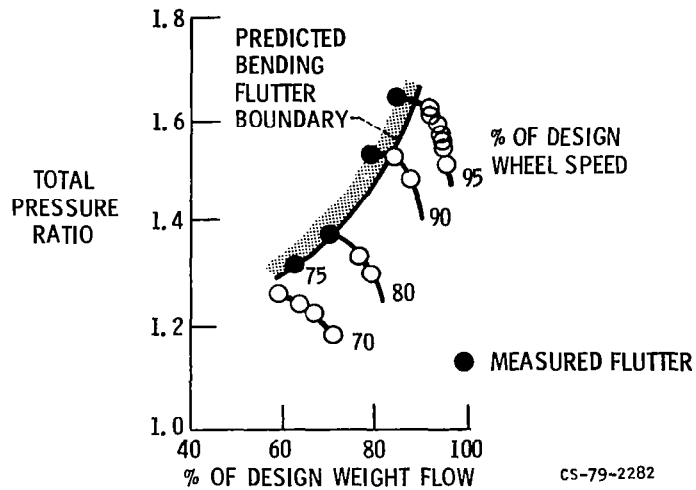 1.8
PREDICTED
BENDING
FLUTTER
BOUNDARY
1.6
% OF DESIGN
WHEEL SPEED
95
TOTAL
PRESSURE
RATIO
90
1.4
75
80
1.2
70
MEASURED FLUTTER
1.0
40
60
80
100
% OF DESIGN WEIGHT FLOW
CS-79-2282